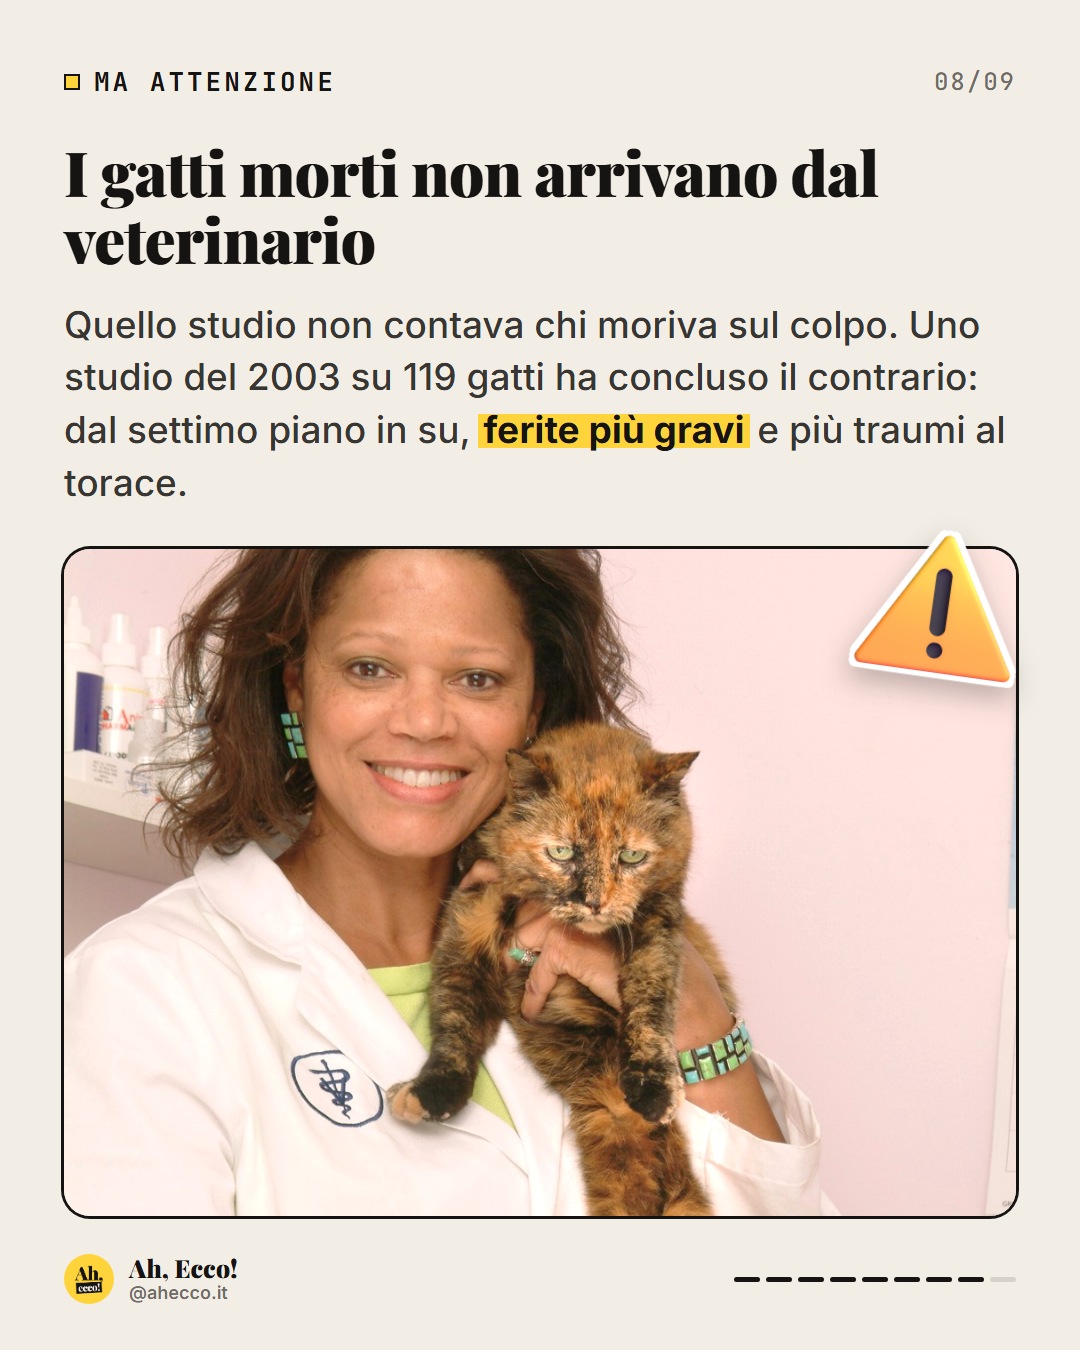 MA ATTENZIONE
08/09
I gatti morti non arrivano dal
veterinario
Quello studio non contava chi moriva sul colpo. Uno
studio del 2003 su 119 gatti ha concluso il contrario:
dal settimo piano in su, ferite più gravi e più traumi al
torace.
Ah,
ecco!
Ah, Ecco!
@ahecco.it